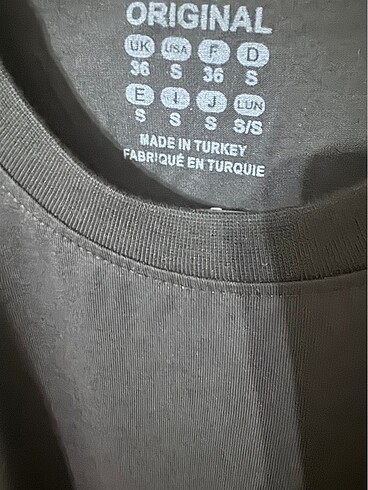 ORIGINAL
UK USA F D
36 S 36 S
E I J LUN
S S S S/S
MADE IN TURKEY
FABRIQUÉ EN TURQUIE